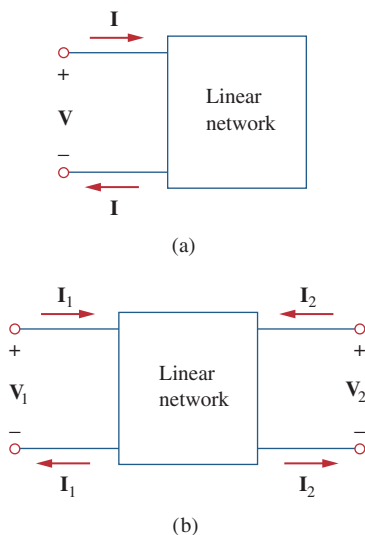 I
+
Linear
V
network
−
I
(a)
I₁ I₂
+ +
Linear
V₁ V₂
network
− −
I₁ I₂
(b)